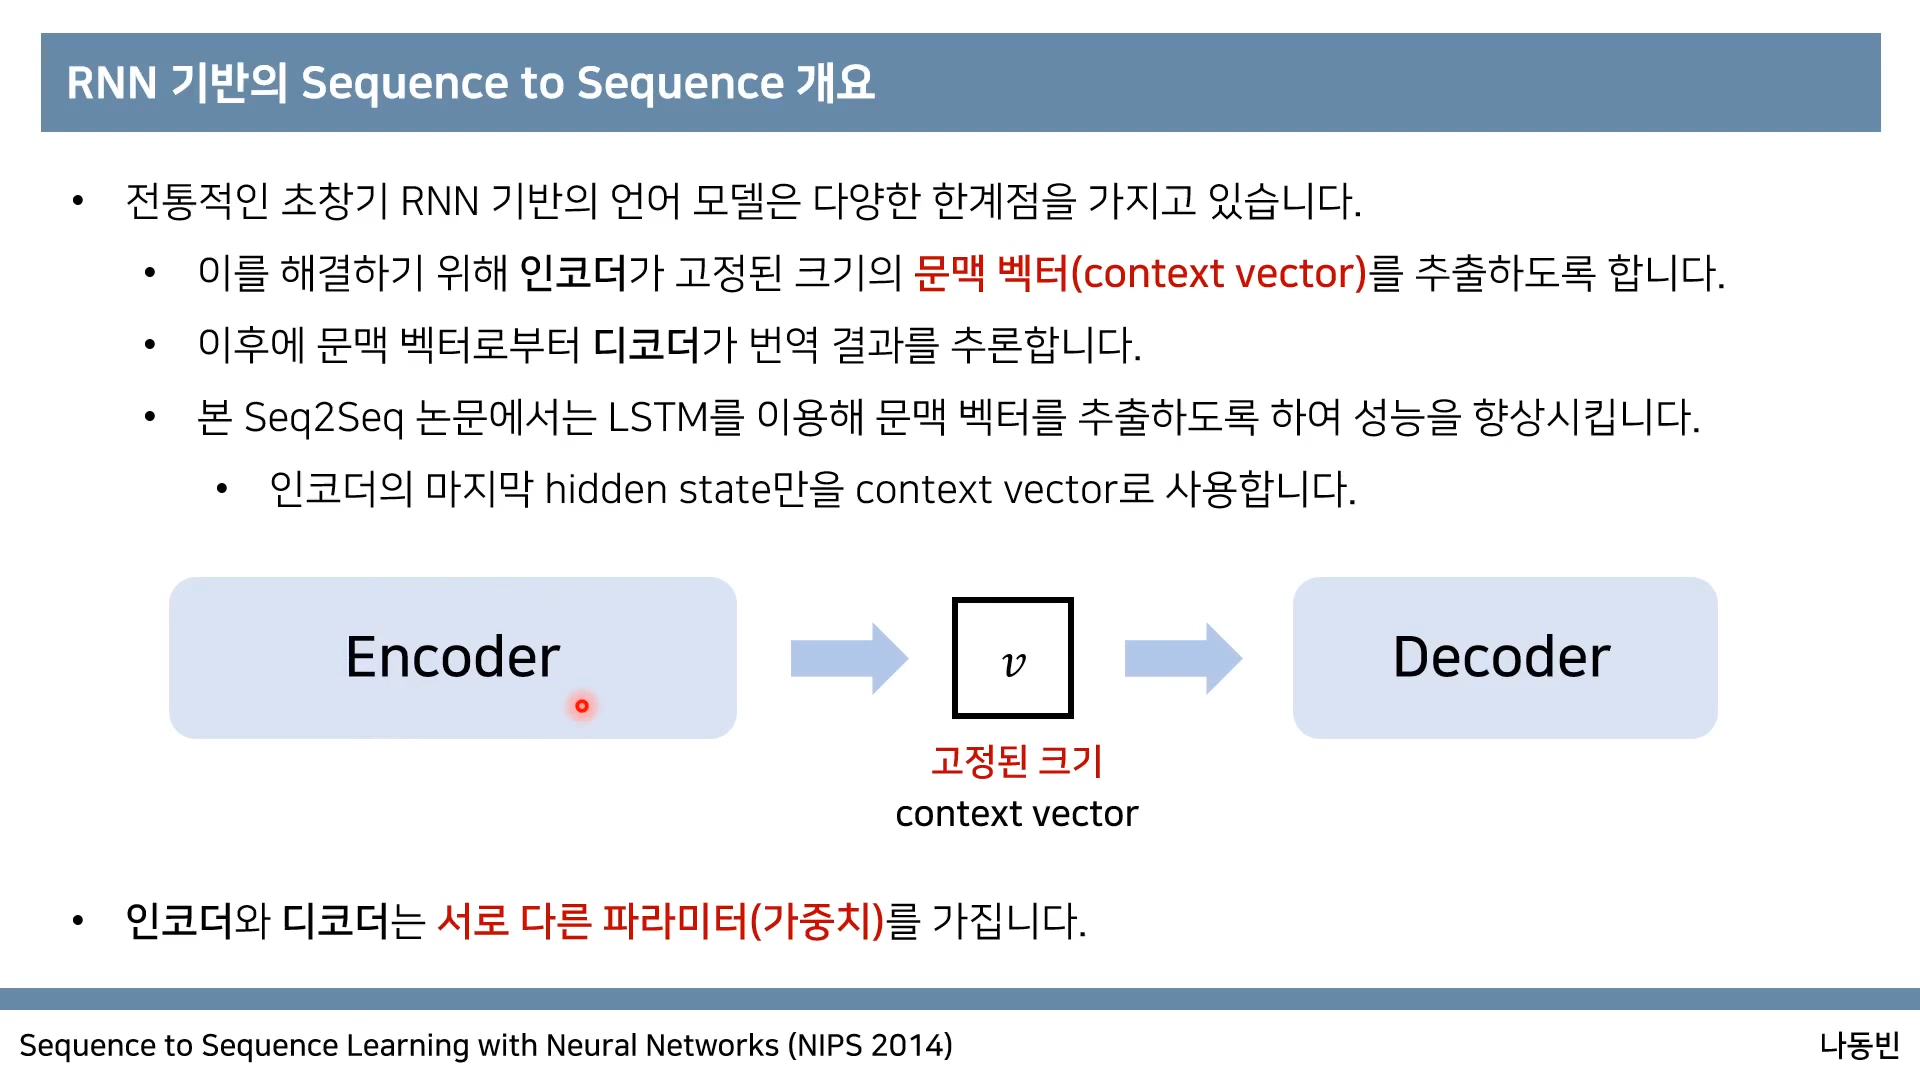 RNN 기반의 Sequence to Sequence 개요
• 전통적인 초창기 RNN 기반의 언어 모델은 다양한 한계점을 가지고 있습니다.
• 이를 해결하기 위해 인코더가 고정된 크기의 문맥 벡터(context vector)를 추출하도록 합니다.
• 이후에 문맥 벡터로부터 디코더가 번역 결과를 추론합니다.
• 본 Seq2Seq 논문에서는 LSTM를 이용해 문맥 벡터를 추출하도록 하여 성능을 향상시킵니다.
• 인코더의 마지막 hidden state만을 context vector로 사용합니다.
Encoder
v
Decoder
고정된 크기
context vector
• 인코더와 디코더는 서로 다른 파라미터(가중치)를 가집니다.
Sequence to Sequence Learning with Neural Networks (NIPS 2014)
나동빈